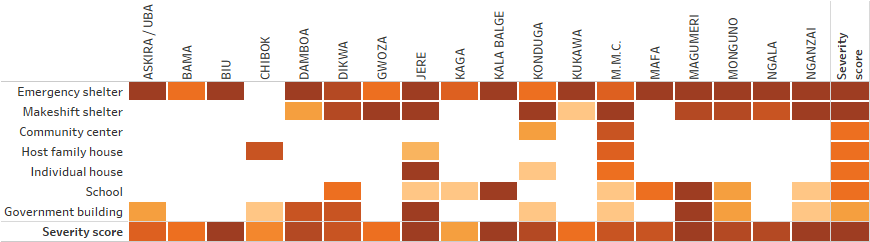 ASKIRA / UBA
BAMA
BIU
CHIBOK
DAMBOA
DIKWA
GWOZA
JERE
KAGA
KALA BALGE
KONDUGA
KUKAWA
M.M.C.
MAFA
MAGUMERI
MONGUNO
NGALA
NGANZAI
Severity
score
Emergency shelter
Makeshift shelter
Community center
Host family house
Individual house
School
Government building
Severity score